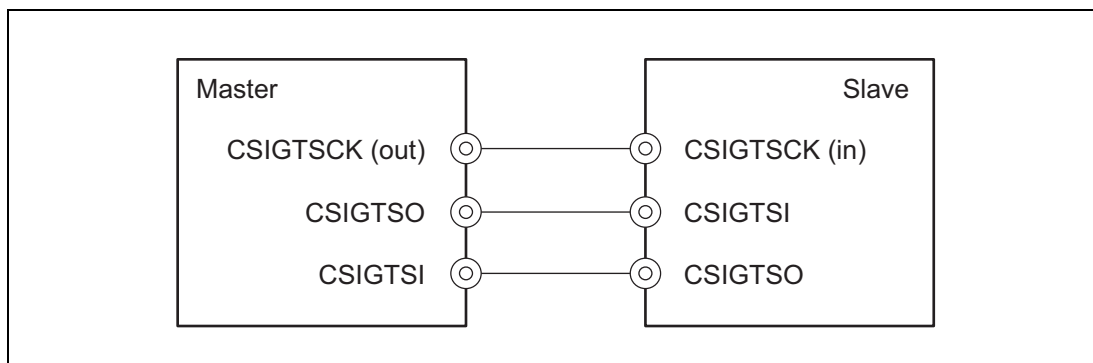 Master
Slave
CSIGTSCK (out)
CSIGTSCK (in)
CSIGTSO
CSIGTSI
CSIGTSI
CSIGTSO